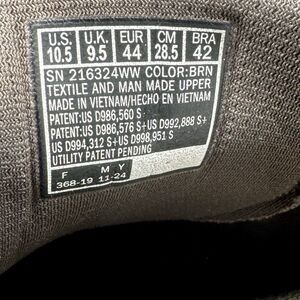 U.S. U.K. EUR CM BRA
10.5 9.5 44 28.5 42
SN 216324WW COLOR:BRN
TEXTILE AND MAN MADE UPPER
MADE IN VIETNAM/HECHO EN VIETNAM
PATENT:US D986,560 S
PATENT:US D986,576 S+US D992,888 S+
US D994,312 S+US D998,951 S
UTILITY PATENT PENDING
F M Y
368-19 11-24